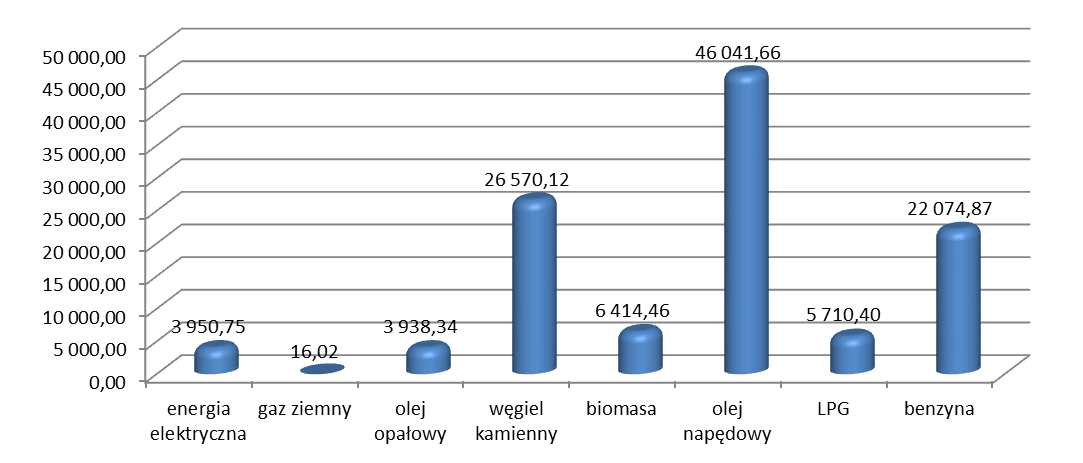 50 000,00
45 000,00
40 000,00
35 000,00
30 000,00
25 000,00
20 000,00
15 000,00
10 000,00
5 000,00
0,00
3 950,75
16,02
3 938,34
26 570,12
6 414,46
46 041,66
5 710,40
22 074,87
energia
elektryczna
gaz ziemny
olej
opałowy
węgiel
kamienny
biomasa
olej
napędowy
LPG
benzyna